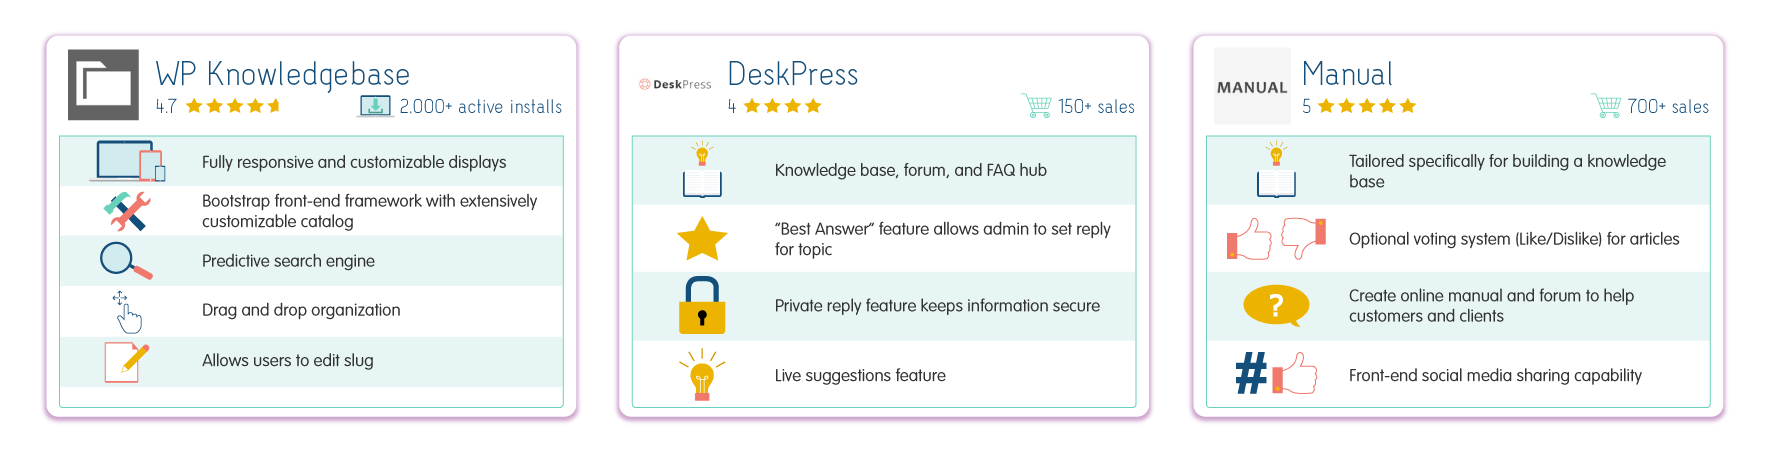 WP Knowledgebase
4.7
2.000+ active installs
Fully responsive and customizable displays
Bootstrap front-end framework with extensively
customizable catalog
Predictive search engine
Drag and drop organization
Allows users to edit slug
DeskPress
DeskPress
4
150+ sales
Knowledge base, forum, and FAQ hub
“Best Answer” feature allows admin to set reply
for topic
Private reply feature keeps information secure
Live suggestions feature
MANUAL
Manual
5
700+ sales
Tailored specifically for building a knowledge
base
Optional voting system (Like/Dislike) for articles
?
Create online manual and forum to help
customers and clients
#
Front-end social media sharing capability